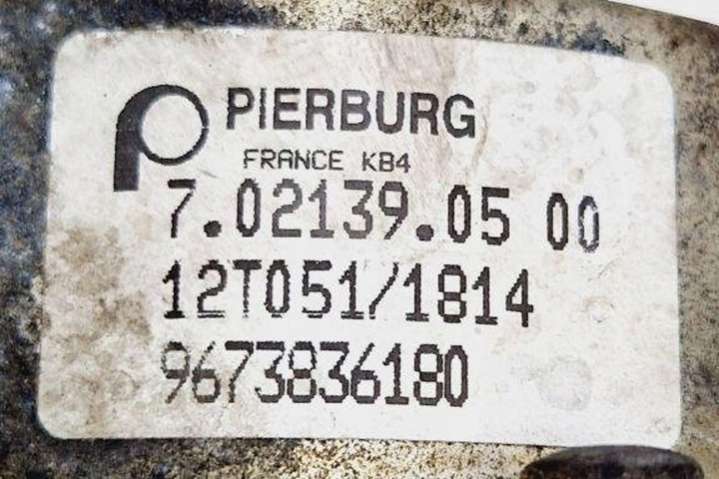 PIERBURG
FRANCE KB4
7.02139.05 00
12T051/1814
9673836180